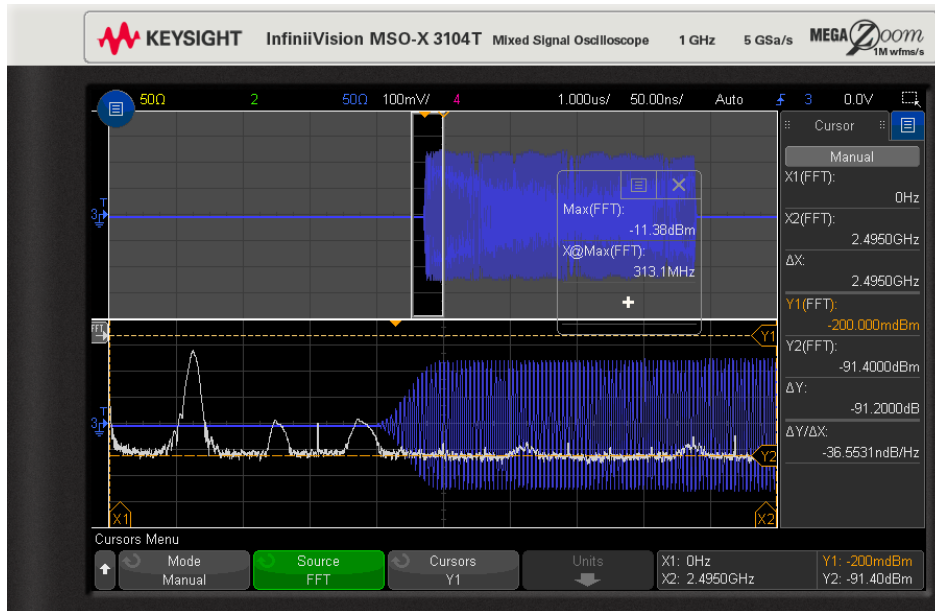 KEYSIGHT InfiniiVision MSO-X 3104T Mixed Signal Oscilloscope 1 GHz 5 GSa/s MEGA Zoom
1M wfms/s
50Ω 2 50Ω 100mV/ 4 1.000us/ 50.00ns/ Auto 3 0.0V
Cursor
Manual
X1(FFT):
0Hz
X2(FFT):
2.4950GHz
ΔX:
2.4950GHz
Y1(FFT):
-200.000mdBm
Y2(FFT):
-91.4000dBm
ΔY:
-91.2000dB
ΔY/ΔX:
-36.5531ndB/Hz
T
3
Max(FFT):
-11.38dBm
X@Max(FFT):
313.1MHz
FFT
Y1
T
3
Y2
X1
X2
Cursors Menu
Mode
Manual
Source
FFT
Cursors
Y1
Units
X1: 0Hz
X2: 2.4950GHz
Y1: -200mdBm
Y2: -91.40dBm